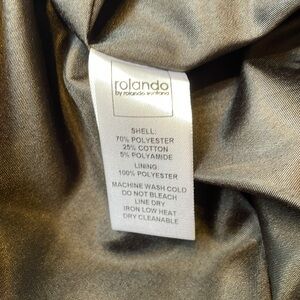 rolando
by rolando santana
SHELL:
70% POLYESTER
25% COTTON
5% POLYAMIDE
LINING:
100% POLYESTER
MACHINE WASH COLD
DO NOT BLEACH
LINE DRY
IRON LOW HEAT
DRY CLEANABLE